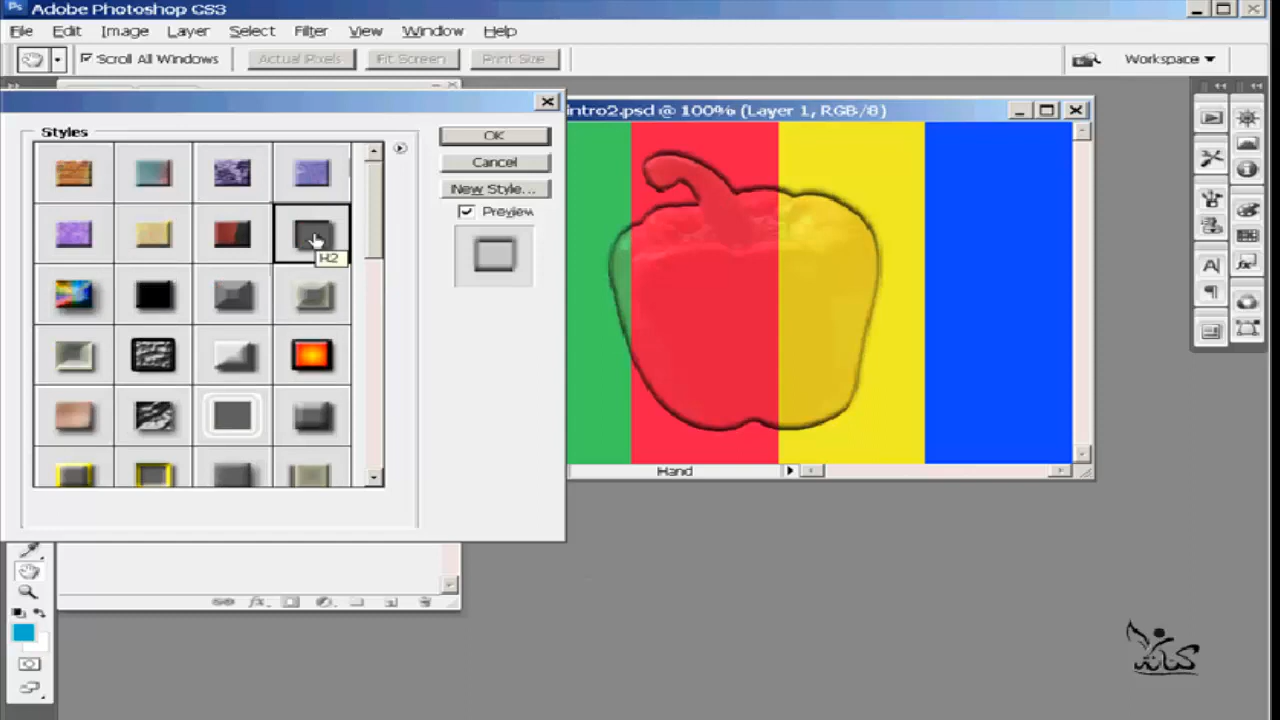 Adobe Photoshop CS3
File Edit Image Layer Select Filter View Window Help
Scroll All Windows Actual Pixels Fit Screen Print Size Workspace
intro2.psd @ 100% (Layer 1, RGB/8)
Styles
OK
Cancel
New Style...
Preview
H2
Hand
كنانة